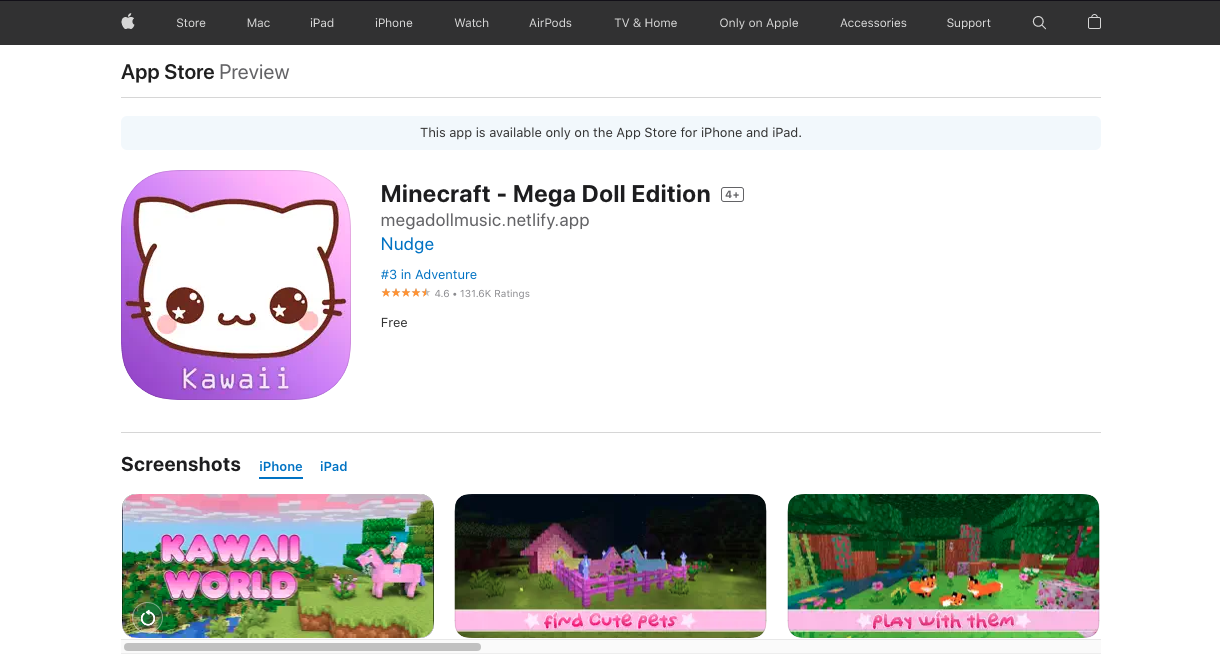 Store Mac iPad iPhone Watch AirPods TV & Home Only on Apple Accessories Support
App Store Preview
This app is available only on the App Store for iPhone and iPad.
Minecraft - Mega Doll Edition 4+
megadollmusic.netlify.app
Nudge
#3 in Adventure
4.6 • 131.6K Ratings
Free
Kawaii
Screenshots iPhone iPad
KAWAII
WORLD
find cute pets
play with them